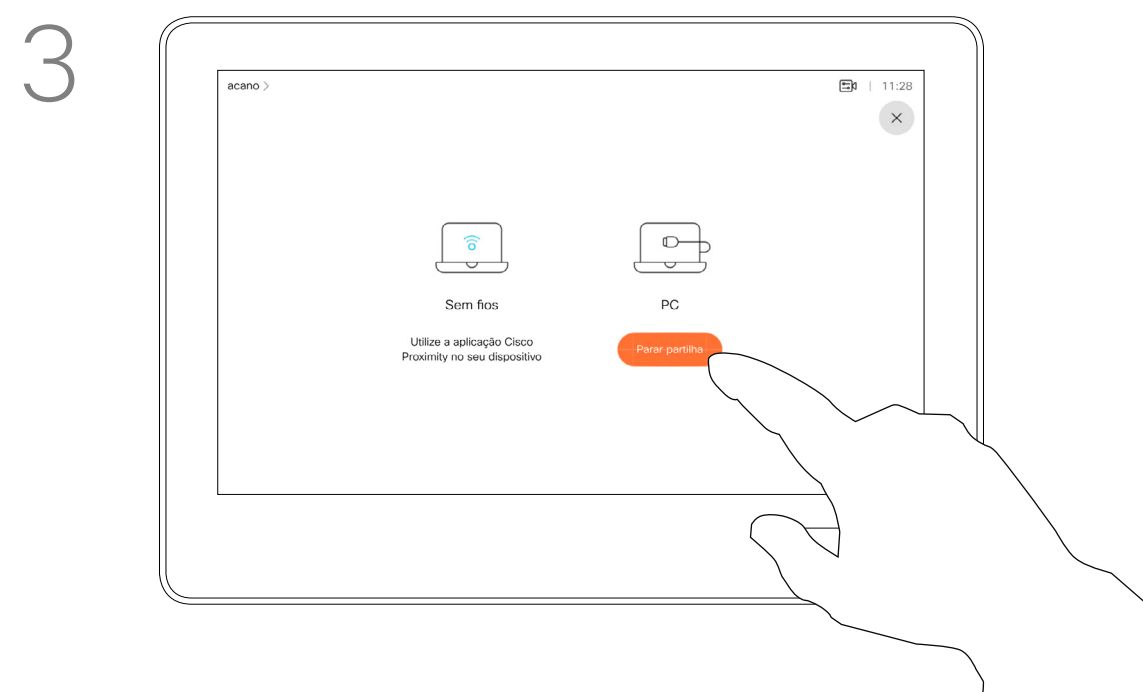 3
acano >
11:28
Sem fios
PC
Utilize a aplicação Cisco
Proximity no seu dispositivo
Parar partilha